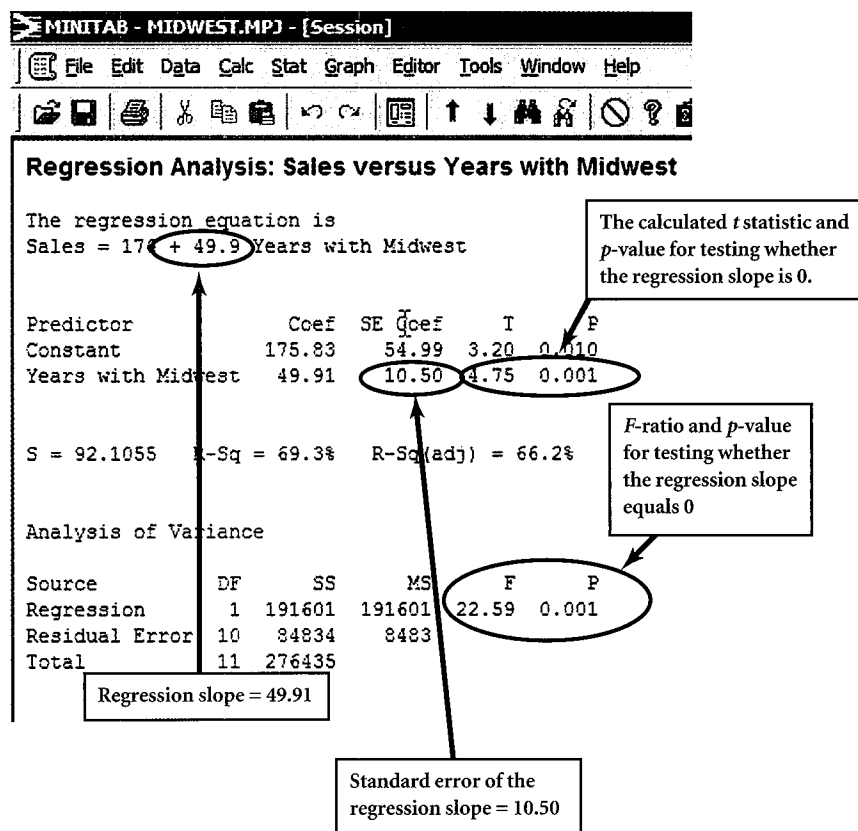 MINITAB - MIDWEST.MPJ - [Session]
File Edit Data Calc Stat Graph Editor Tools Window Help
Regression Analysis: Sales versus Years with Midwest
The regression equation is
Sales = 176 + 49.9 Years with Midwest
The calculated t statistic and
p-value for testing whether
the regression slope is 0.
Predictor Coef SE Coef T P
Constant 175.83 54.99 3.20 0.010
Years with Midwest 49.91 10.50 4.75 0.001
F-ratio and p-value
for testing whether
the regression slope
equals 0
S = 92.1055 R-Sq = 69.3% R-Sq(adj) = 66.2%
Analysis of Variance
Source DF SS MS F P
Regression 1 191601 191601 22.59 0.001
Residual Error 10 84834 8483
Total 11 276435
Regression slope = 49.91
Standard error of the
regression slope = 10.50